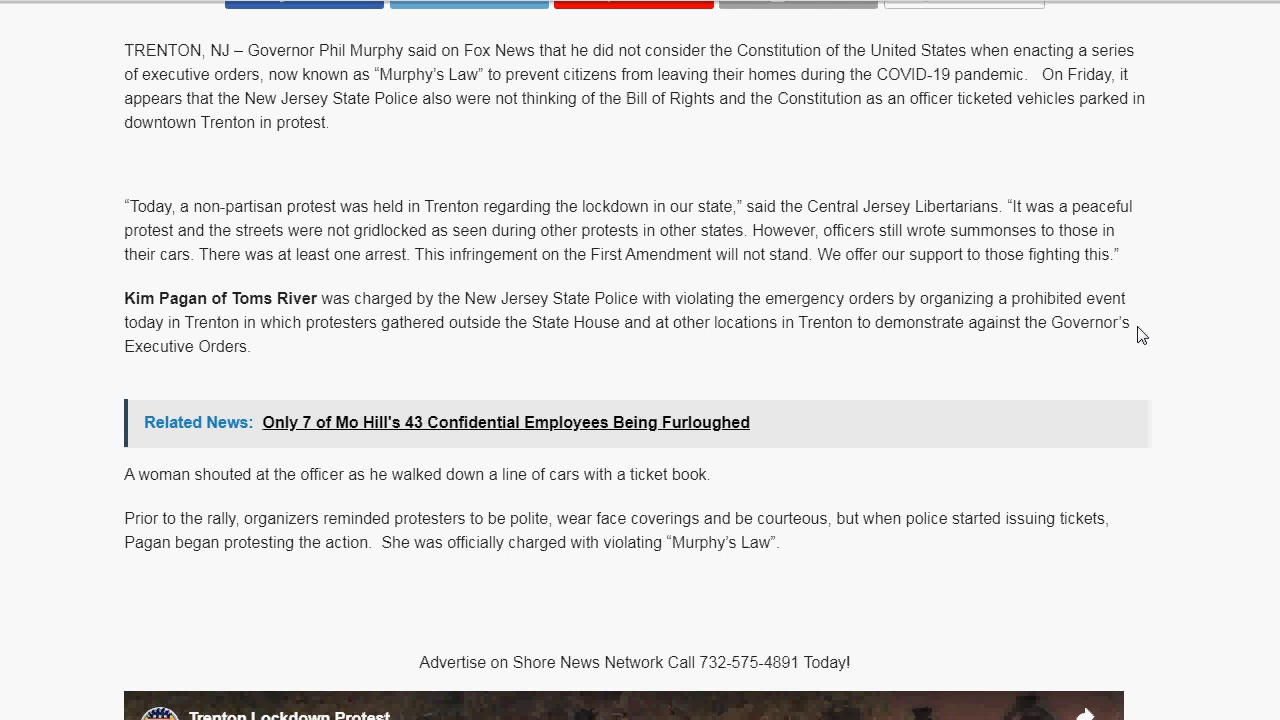 TRENTON, NJ – Governor Phil Murphy said on Fox News that he did not consider the Constitution of the United States when enacting a series
of executive orders, now known as “Murphy’s Law” to prevent citizens from leaving their homes during the COVID-19 pandemic.   On Friday, it
appears that the New Jersey State Police also were not thinking of the Bill of Rights and the Constitution as an officer ticketed vehicles parked in
downtown Trenton in protest.
“Today, a non-partisan protest was held in Trenton regarding the lockdown in our state,” said the Central Jersey Libertarians. “It was a peaceful
protest and the streets were not gridlocked as seen during other protests in other states. However, officers still wrote summonses to those in
their cars. There was at least one arrest. This infringement on the First Amendment will not stand. We offer our support to those fighting this.”
Kim Pagan of Toms River was charged by the New Jersey State Police with violating the emergency orders by organizing a prohibited event
today in Trenton in which protesters gathered outside the State House and at other locations in Trenton to demonstrate against the Governor’s
Executive Orders.
Related News: Only 7 of Mo Hill's 43 Confidential Employees Being Furloughed
A woman shouted at the officer as he walked down a line of cars with a ticket book.
Prior to the rally, organizers reminded protesters to be polite, wear face coverings and be courteous, but when police started issuing tickets,
Pagan began protesting the action.  She was officially charged with violating “Murphy’s Law”.
Advertise on Shore News Network Call 732-575-4891 Today!
Trenton Lockdown Protest